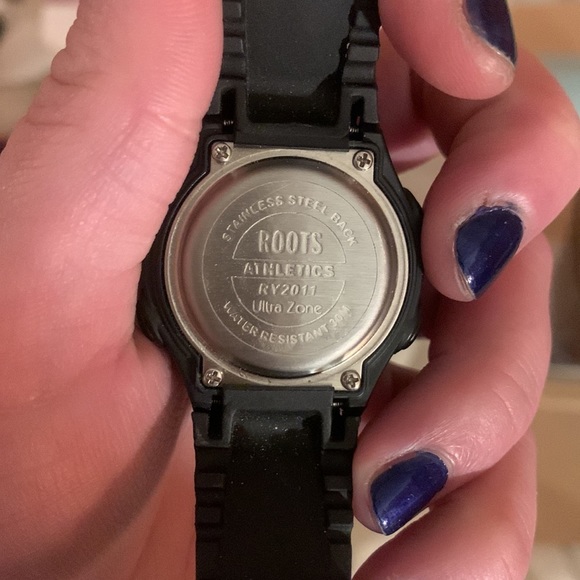 STAINLESS STEEL BACK
ROOTS
ATHLETICS
RY2011
Ultra Zone
WATER RESISTANT 30M